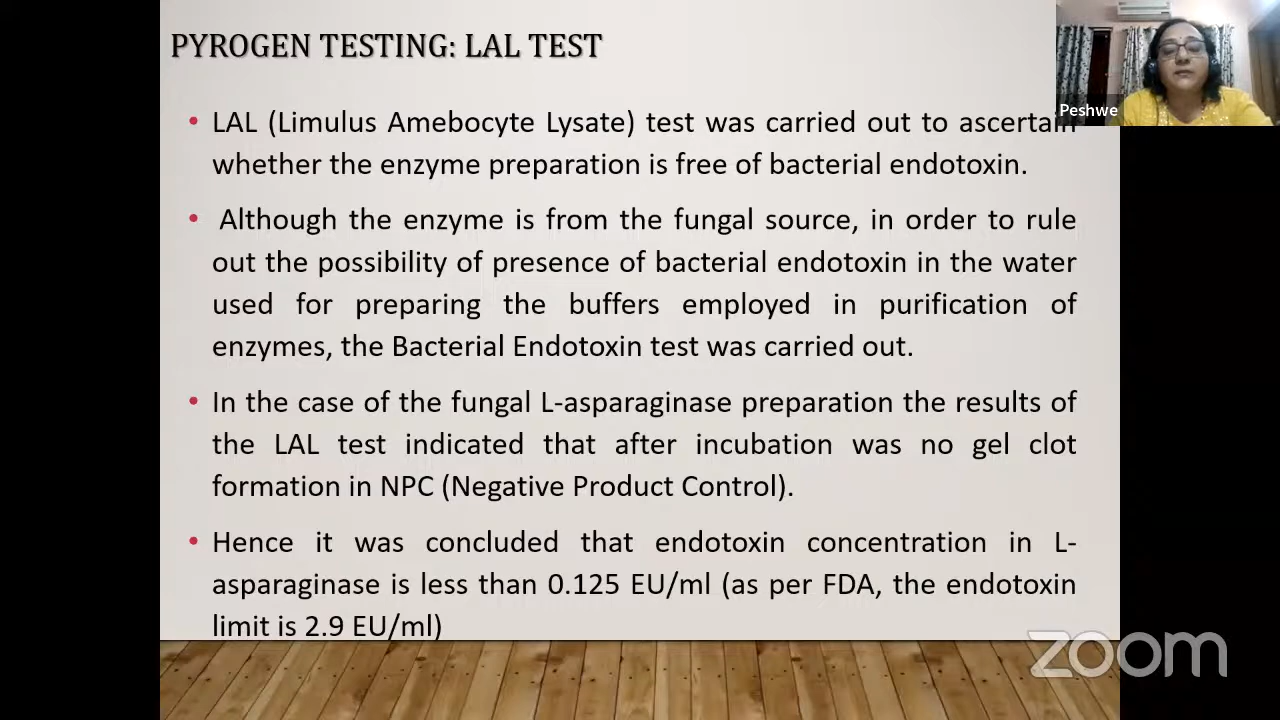 PYROGEN TESTING: LAL TEST
• LAL (Limulus Amebocyte Lysate) test was carried out to ascertain
whether the enzyme preparation is free of bacterial endotoxin.
• Although the enzyme is from the fungal source, in order to rule
out the possibility of presence of bacterial endotoxin in the water
used for preparing the buffers employed in purification of
enzymes, the Bacterial Endotoxin test was carried out.
• In the case of the fungal L-asparaginase preparation the results of
the LAL test indicated that after incubation was no gel clot
formation in NPC (Negative Product Control).
• Hence it was concluded that endotoxin concentration in L-
asparaginase is less than 0.125 EU/ml (as per FDA, the endotoxin
limit is 2.9 EU/ml)
Peshwe
zoom